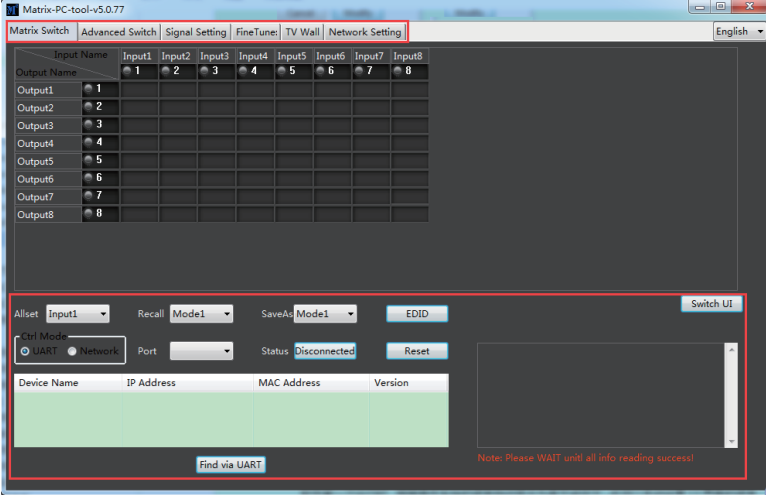 Matrix-PC-tool-v5.0.77
Matrix Switch Advanced Switch Signal Setting FineTune: TV Wall Network Setting English
Input Name Input1 Input2 Input3 Input4 Input5 Input6 Input7 Input8
Output Name 1 2 3 4 5 6 7 8
Output1 1
Output2 2
Output3 3
Output4 4
Output5 5
Output6 6
Output7 7
Output8 8
Switch UI
Allset Input1 Recall Mode1 SaveAs Mode1 EDID
Ctrl Mode
UART Network Port Status Disconnected Reset
Device Name IP Address MAC Address Version
Note: Please WAIT unitl all info reading success!
Find via UART